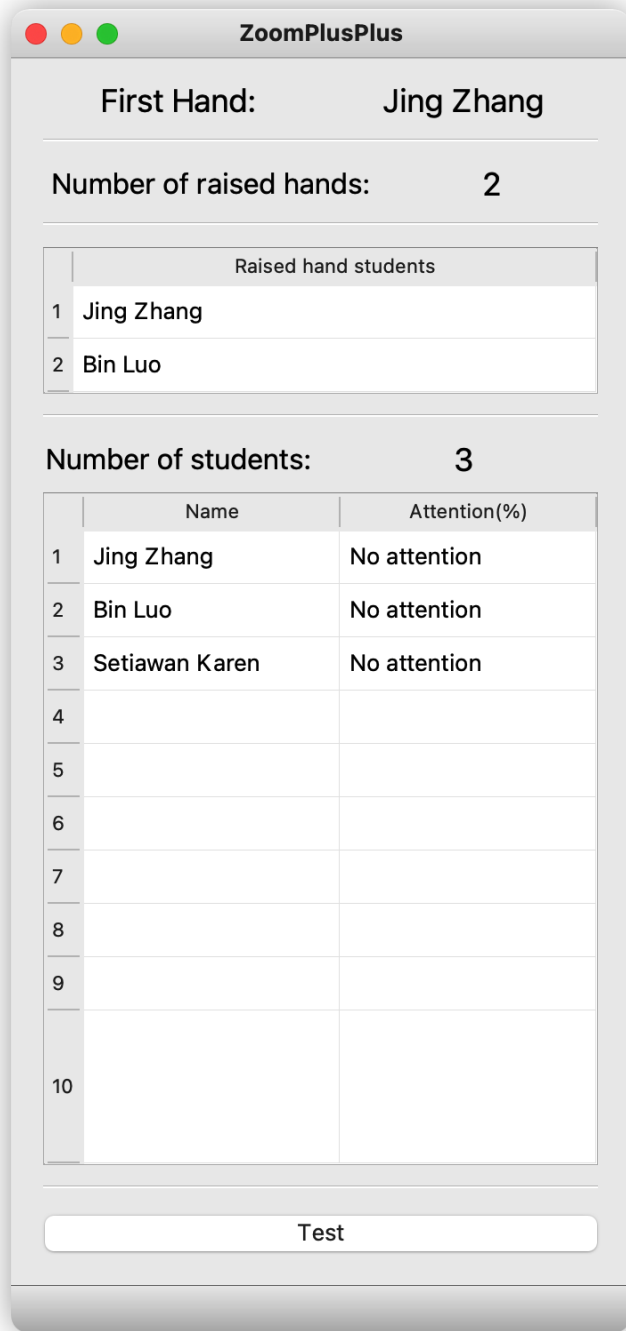 ZoomPlusPlus
First Hand: Jing Zhang
Number of raised hands: 2
Raised hand students
1 Jing Zhang
2 Bin Luo
Number of students: 3
Name Attention(%)
1 Jing Zhang No attention
2 Bin Luo No attention
3 Setiawan Karen No attention
4
5
6
7
8
9
10
Test